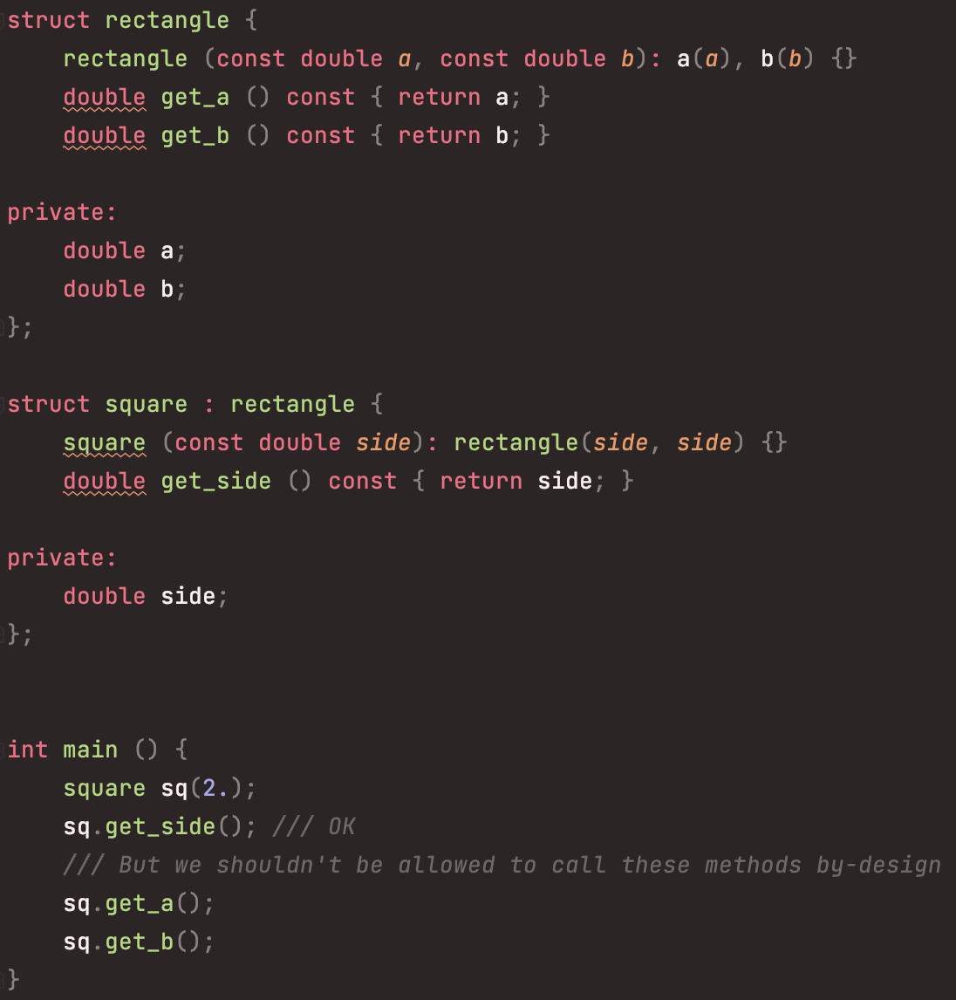 struct rectangle {
    rectangle (const double a, const double b): a(a), b(b) {}
    double get_a () const { return a; }
    double get_b () const { return b; }

private:
    double a;
    double b;
};

struct square : rectangle {
    square (const double side): rectangle(side, side) {}
    double get_side () const { return side; }

private:
    double side;
};


int main () {
    square sq(2.);
    sq.get_side(); /// OK
    /// But we shouldn't be allowed to call these methods by-design
    sq.get_a();
    sq.get_b();
}